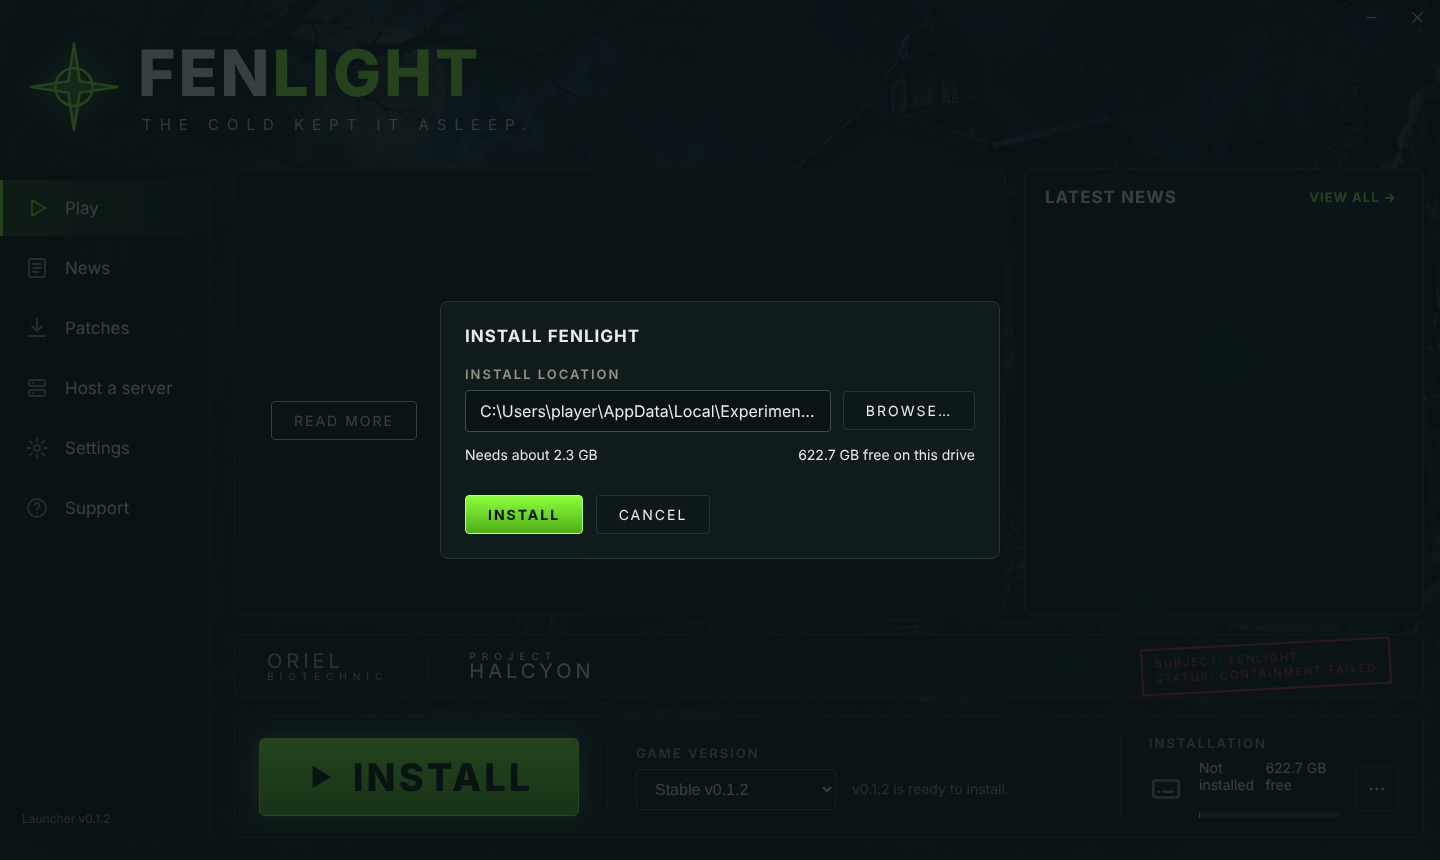 FENLIGHT
THE COLD KEPT IT ASLEEP.
Play
News
Patches
Host a server
Settings
Support
Launcher v0.1.2
READ MORE
LATEST NEWS
VIEW ALL →
INSTALL FENLIGHT
INSTALL LOCATION
C:\Users\player\AppData\Local\Experimen...
BROWSE...
Needs about 2.3 GB
622.7 GB free on this drive
INSTALL
CANCEL
ORIEL
BIOTECHNIC
PROJECT
HALCYON
SUBJECT: FENLIGHT
STATUS: CONTAINMENT FAILED
INSTALL
GAME VERSION
Stable v0.1.2
v0.1.2 is ready to install.
INSTALLATION
Not installed
622.7 GB free